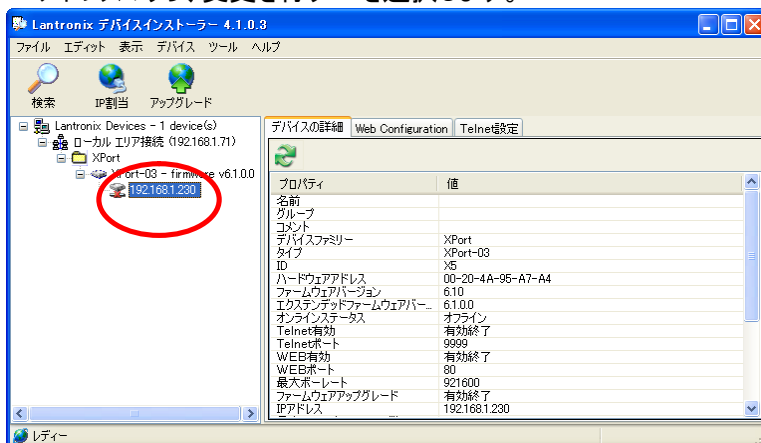 Lantronix デバイスインストーラー 4.1.0.3
ファイル エディット 表示 デバイス ツール ヘルプ
検索 IP割当 アップグレード
Lantronix Devices - 1 device(s)
ローカル エリア接続 (192.168.1.71)
XPort
XPort-03 - firmware v6.1.0.0
192.168.1.230
デバイスの詳細 Web Configuration Telnet設定
プロパティ 値
名前
グループ
コメント
デバイスファミリー XPort
タイプ XPort-03
ID X5
ハードウェアアドレス 00-20-4A-95-A7-A4
ファームウェアバージョン 6.10
エクステンデッドファームウェアバー... 6.1.0.0
オンラインステータス オフライン
Telnet有効 有効終了
Telnetポート 9999
WEB有効 有効終了
WEBポート 80
最大ボーレート 921600
ファームウェアアップグレード 有効終了
IPアドレス 192.168.1.230
レディー